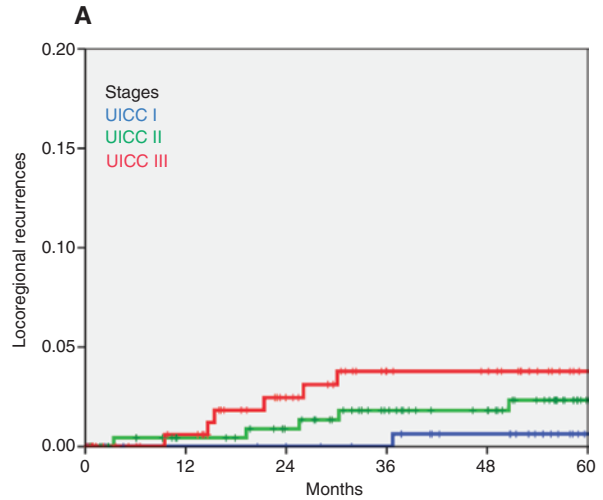 A
0.20
0.15
0.10
0.05
0.00
Locoregional recurrences
Stages
UICC I
UICC II
UICC III
0 12 24 36 48 60
Months